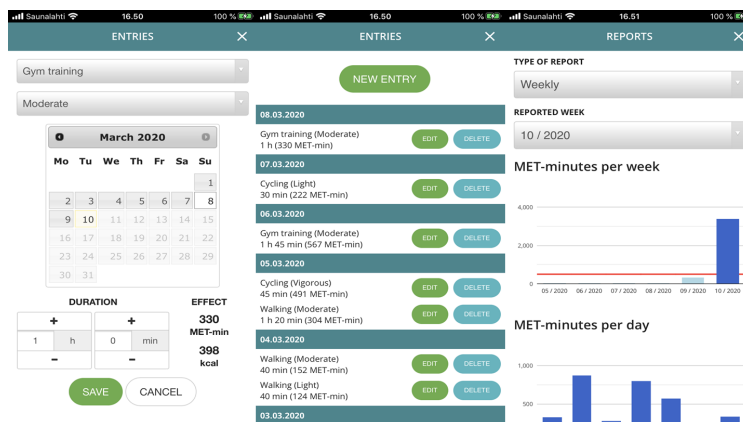 Saunalahti 16.50 100 %
ENTRIES ×
Gym training
Moderate
March 2020
Mo Tu We Th Fr Sa Su
1
2 3 4 5 6 7 8
9 10 11 12 13 14 15
16 17 18 19 20 21 22
23 24 25 26 27 28 29
30 31
DURATION EFFECT
+ + 330
MET-min
1 h 0 min
- - 398
kcal
SAVE CANCEL
Saunalahti 16.50 100 %
ENTRIES ×
NEW ENTRY
08.03.2020
Gym training (Moderate)
1 h (330 MET-min) EDIT DELETE
07.03.2020
Cycling (Light)
30 min (222 MET-min) EDIT DELETE
06.03.2020
Gym training (Moderate)
1 h 45 min (567 MET-min) EDIT DELETE
05.03.2020
Cycling (Vigorous)
45 min (491 MET-min) EDIT DELETE
Walking (Moderate)
1 h 20 min (304 MET-min) EDIT DELETE
04.03.2020
Walking (Moderate)
40 min (152 MET-min) EDIT DELETE
Walking (Light)
40 min (124 MET-min) EDIT DELETE
03.03.2020
Saunalahti 16.51 100 %
REPORTS ×
TYPE OF REPORT
Weekly
REPORTED WEEK
10 / 2020
MET-minutes per week
4,000
2,000
0
05 / 2020 06 / 2020 07 / 2020 08 / 2020 09 / 2020 10 / 2020
MET-minutes per day
1,000
500